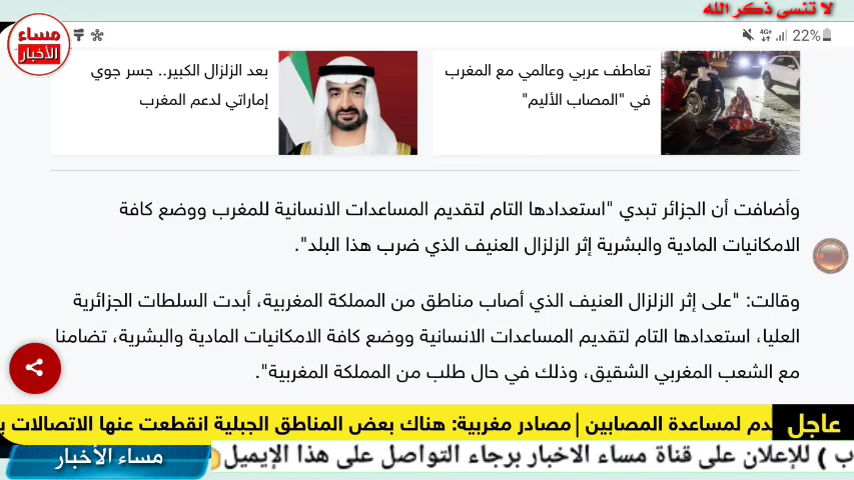 لا تنسى ذكر الله
مساء
الأخبار
4G+
22%
تعاطف عربي وعالمي مع المغرب
في "المصاب الأليم"
بعد الزلزال الكبير.. جسر جوي
إماراتي لدعم المغرب
وأضافت أن الجزائر تبدي "استعدادها التام لتقديم المساعدات الانسانية للمغرب ووضع كافة
الامكانيات المادية والبشرية إثر الزلزال العنيف الذي ضرب هذا البلد".
وقالت: "على إثر الزلزال العنيف الذي أصاب مناطق من المملكة المغربية، أبدت السلطات الجزائرية
العليا، استعدادها التام لتقديم المساعدات الانسانية ووضع كافة الامكانيات المادية والبشرية، تضامنا
مع الشعب المغربي الشقيق، وذلك في حال طلب من المملكة المغربية".
عاجل
لمساعدة المصابين | مصادر مغربية: هناك بعض المناطق الجبلية انقطعت عنها الاتصالات
ب ) للإعلان على قناة مساء الاخبار برجاء التواصل على هذا الإيميل
مساء الأخبار